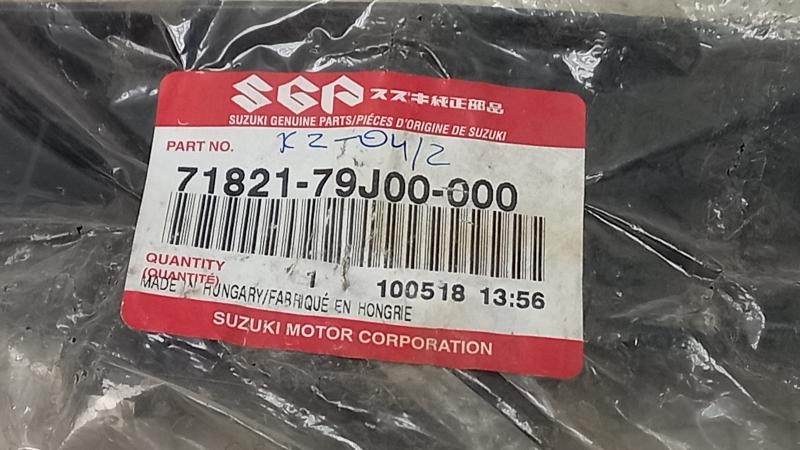 SGP スズキ純正部品
SUZUKI GENUINE PARTS/PIÈCES D'ORIGINE DE SUZUKI
K2-04/2
PART NO.
71821-79J00-000
QUANTITY
(QUANTITÉ) 1 100518 13:56
MADE IN HUNGARY/FABRIQUÉ EN HONGRIE
SUZUKI MOTOR CORPORATION